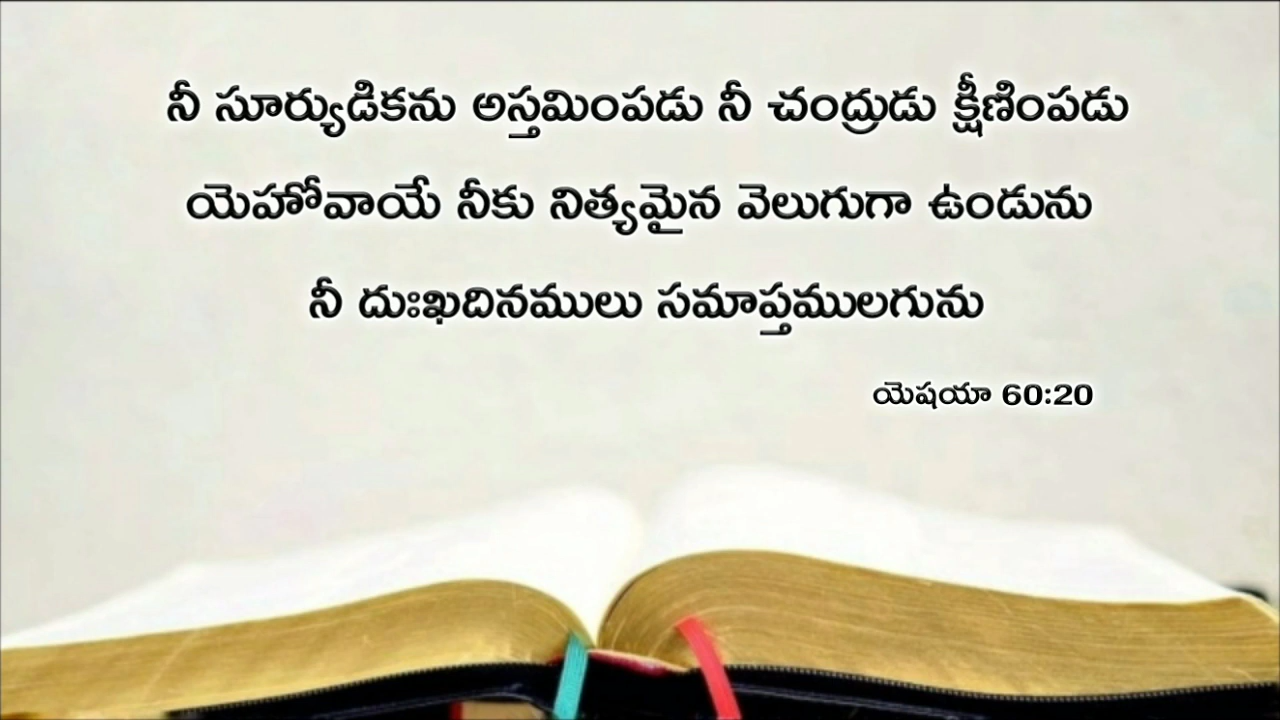 నీ సూర్యుడికను అస్తమింపడు నీ చంద్రుడు క్షీణింపడు
యెహోవాయే నీకు నిత్యమైన వెలుగుగా ఉండును
నీ దుఃఖదినములు సమాప్తములగును
యెషయా 60:20